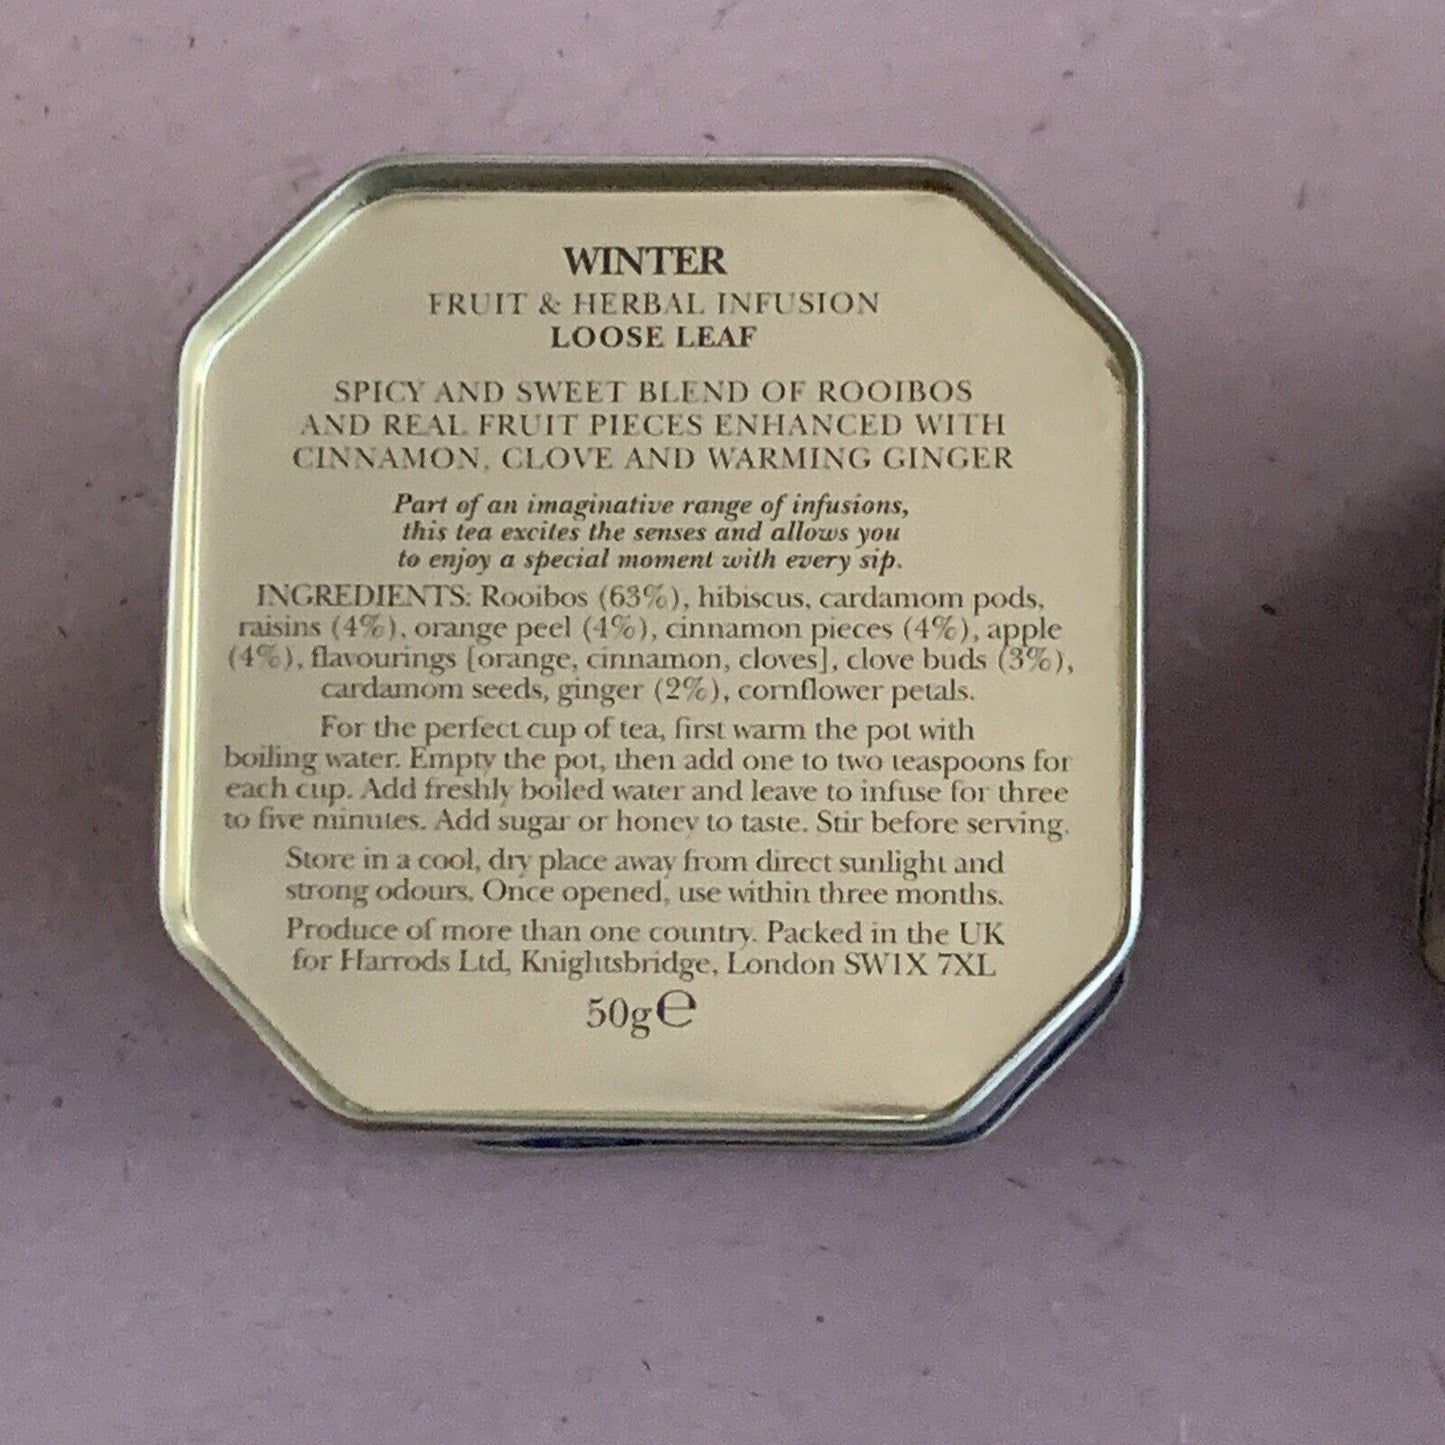 WINTER
FRUIT & HERBAL INFUSION
LOOSE LEAF
SPICY AND SWEET BLEND OF ROOIBOS
AND REAL FRUIT PIECES ENHANCED WITH
CINNAMON, CLOVE AND WARMING GINGER
Part of an imaginative range of infusions,
this tea excites the senses and allows you
to enjoy a special moment with every sip.
INGREDIENTS: Rooibos (63%), hibiscus, cardamom pods,
raisins (4%), orange peel (4%), cinnamon pieces (4%), apple
(4%), flavourings [orange, cinnamon, cloves], clove buds (3%),
cardamom seeds, ginger (2%), cornflower petals.
For the perfect cup of tea, first warm the pot with
boiling water. Empty the pot, then add one to two teaspoons for
each cup. Add freshly boiled water and leave to infuse for three
to five minutes. Add sugar or honey to taste. Stir before serving.
Store in a cool, dry place away from direct sunlight and
strong odours. Once opened, use within three months.
Produce of more than one country. Packed in the UK
for Harrods Ltd, Knightsbridge, London SW1X 7XL
50g℮